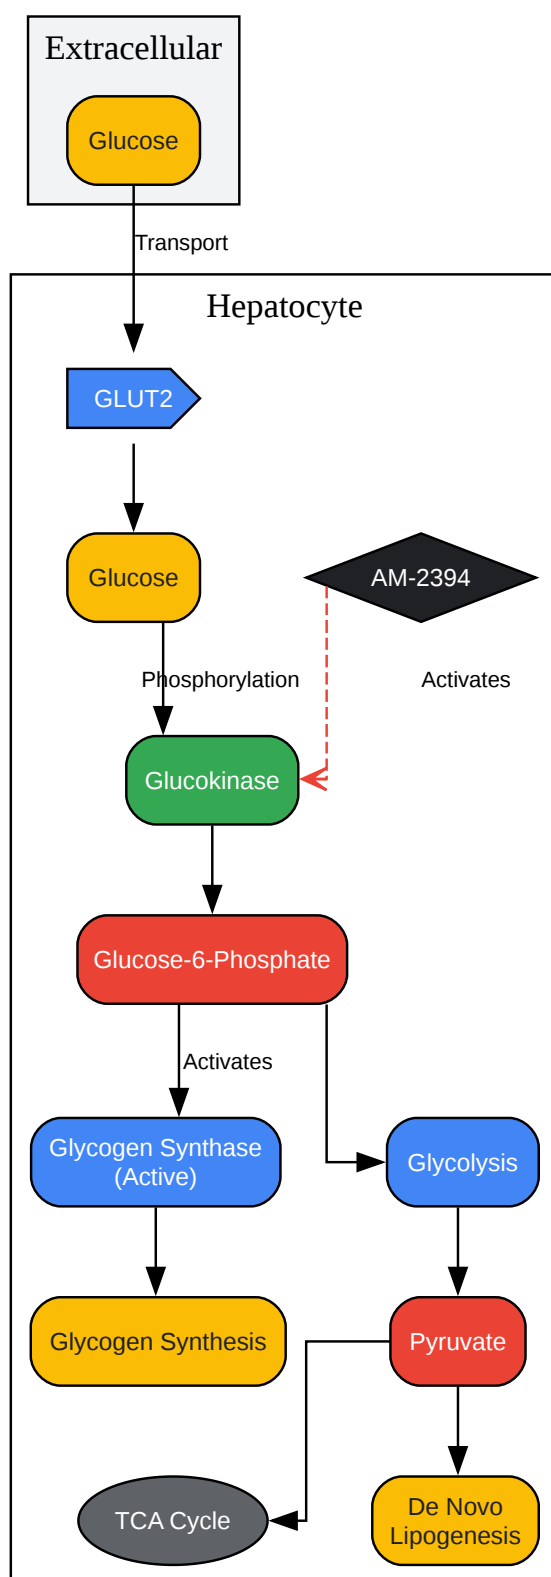 Extracellular
Glucose
Transport
Hepatocyte
GLUT2
Glucose
AM-2394
Phosphorylation
Activates
Glucokinase
Glucose-6-Phosphate
Activates
Glycogen Synthase
(Active)
Glycolysis
Glycogen Synthesis
Pyruvate
TCA Cycle
De Novo
Lipogenesis